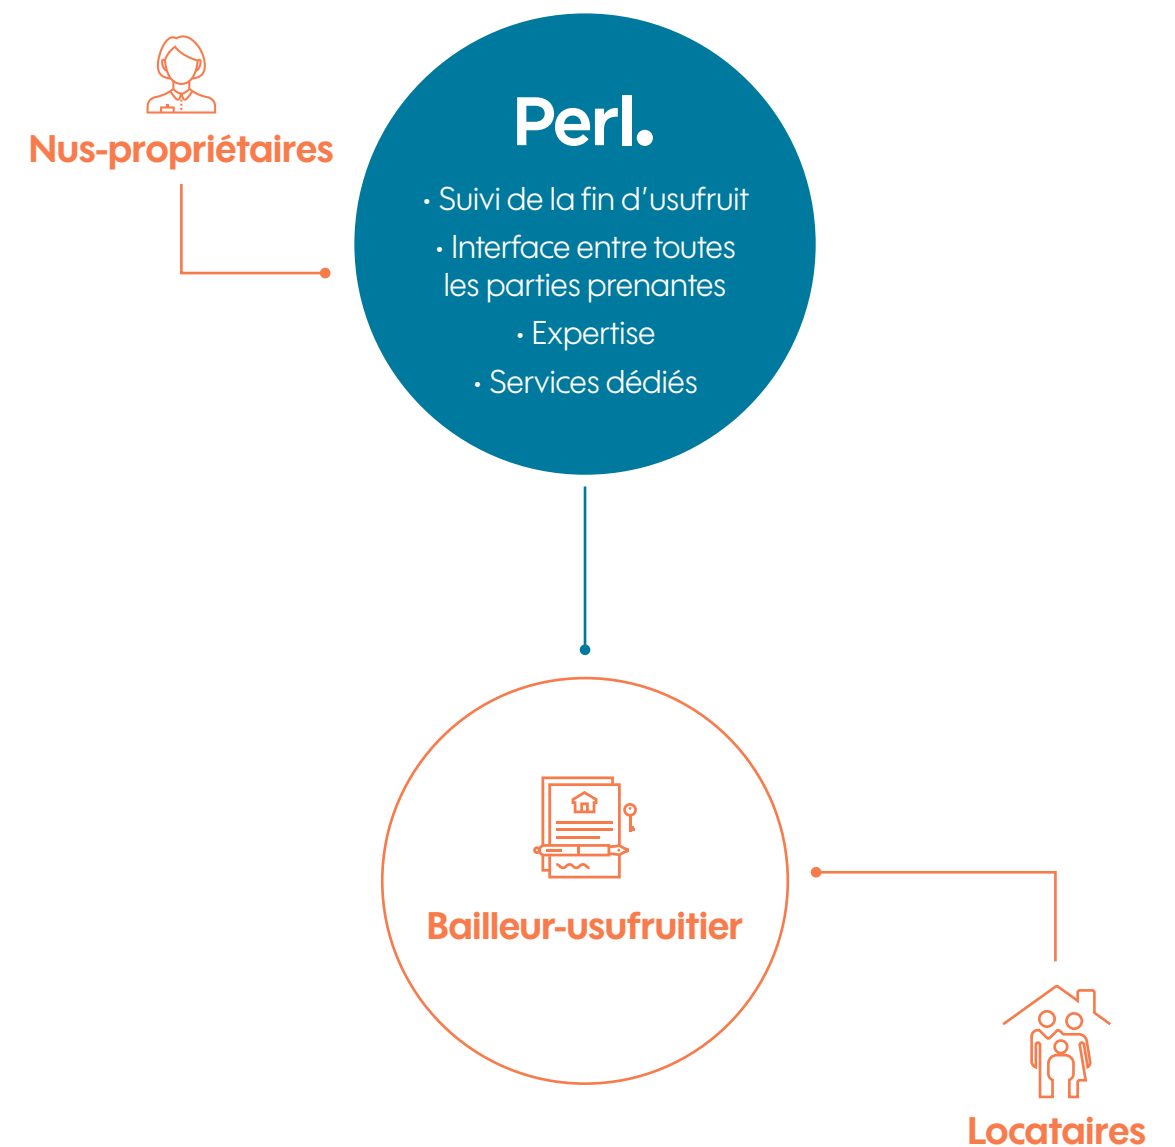 Nus-propriétaires
Perl.
· Suivi de la fin d'usufruit
· Interface entre toutes
les parties prenantes
· Expertise
· Services dédiés
Bailleur-usufruitier
Locataires